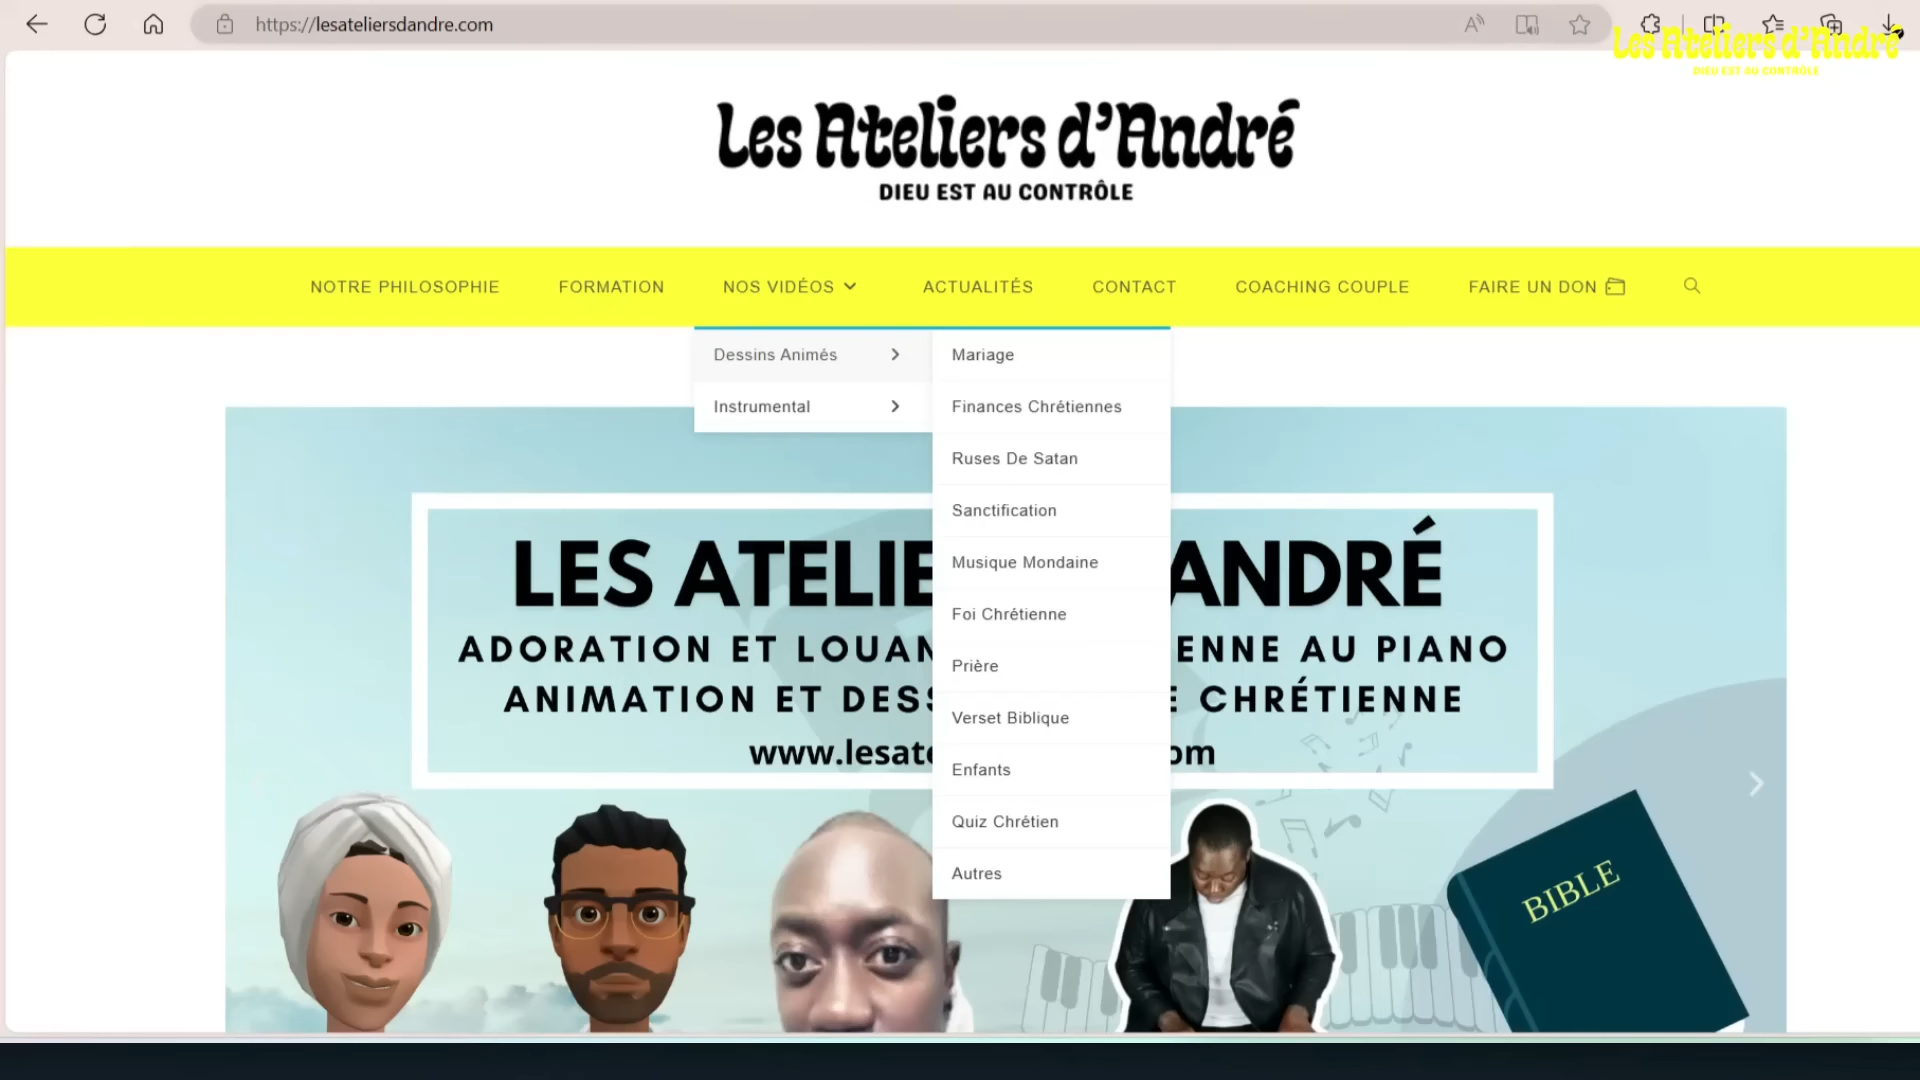 https://lesateliersdandre.com
Les Ateliers d'André
DIEU EST AU CONTRÔLE
Les Ateliers d'André
DIEU EST AU CONTRÔLE
NOTRE PHILOSOPHIE FORMATION NOS VIDÉOS ACTUALITÉS CONTACT COACHING COUPLE FAIRE UN DON
Dessins Animés
Instrumental
Mariage
Finances Chrétiennes
Ruses De Satan
Sanctification
Musique Mondaine
Foi Chrétienne
Prière
Verset Biblique
Enfants
Quiz Chrétien
Autres
LES ATELIE ANDRÉ
ADORATION ET LOUAN ENNE AU PIANO
ANIMATION ET DESS E CHRÉTIENNE
www.lesate om
BIBLE